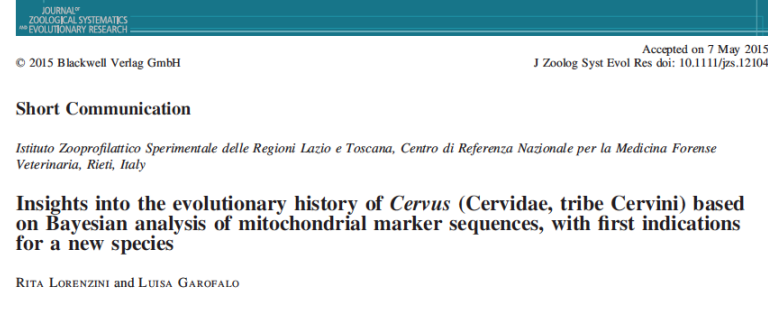 JOURNAL OF
ZOOLOGICAL SYSTEMATICS
AND EVOLUTIONARY RESEARCH
Accepted on 7 May 2015
© 2015 Blackwell Verlag GmbH
J Zoolog Syst Evol Res doi: 10.1111/jzs.12104
Short Communication
Istituto Zooprofilattico Sperimentale delle Regioni Lazio e Toscana, Centro di Referenza Nazionale per la Medicina Forense
Veterinaria, Rieti, Italy
Insights into the evolutionary history of Cervus (Cervidae, tribe Cervini) based
on Bayesian analysis of mitochondrial marker sequences, with first indications
for a new species
RITA LORENZINI and LUISA GAROFALO